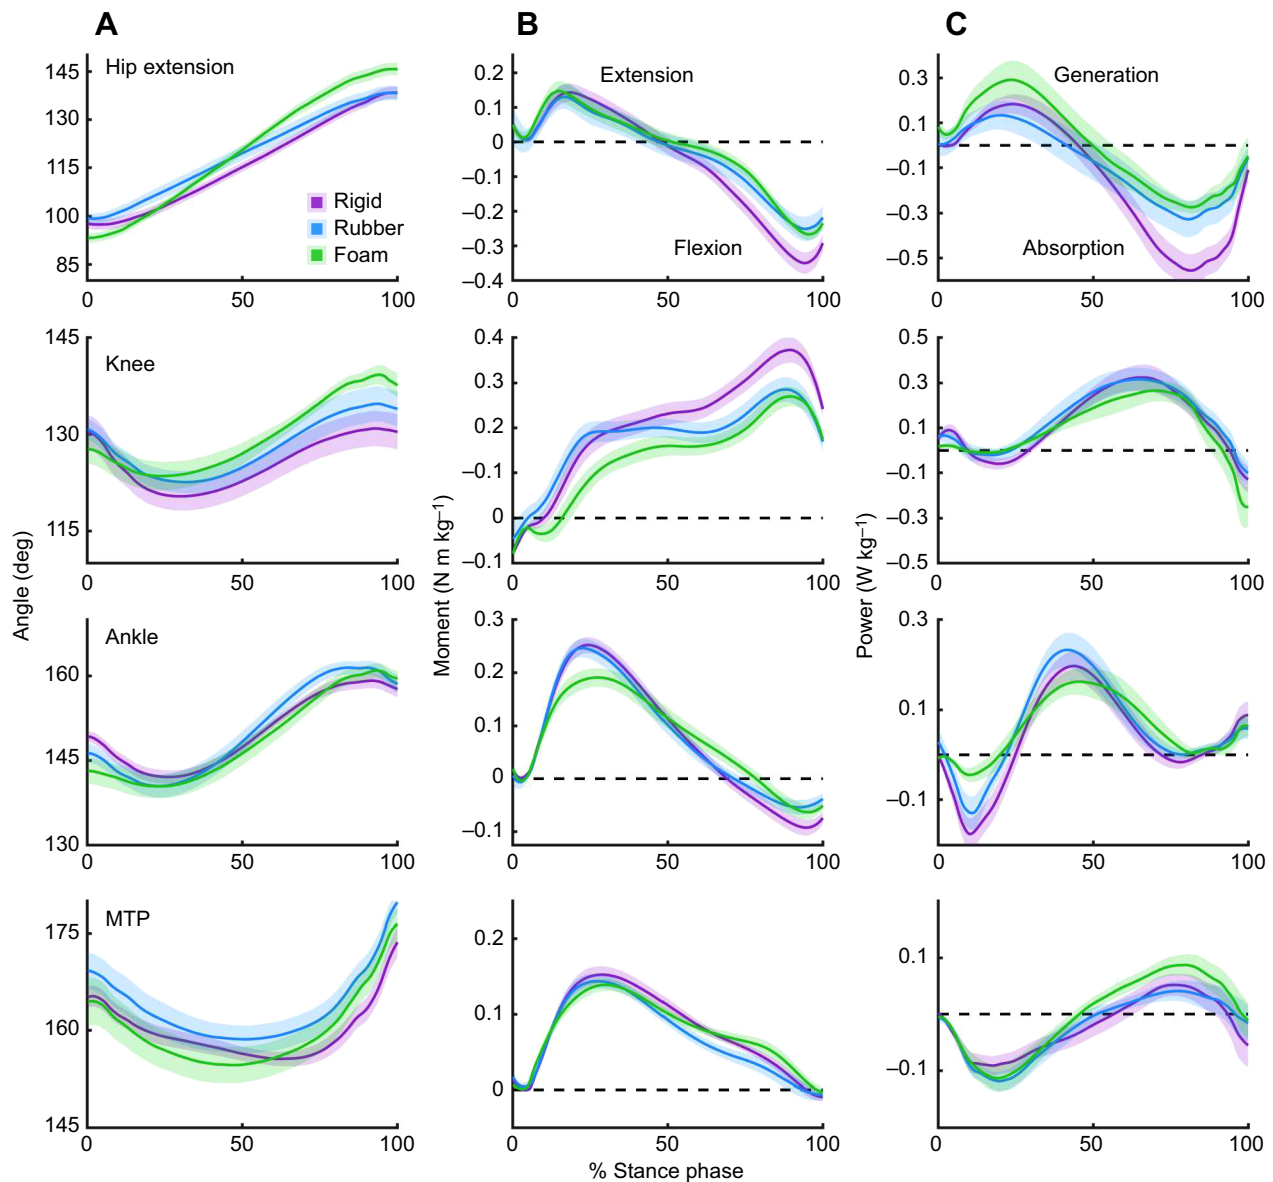 A B C
145 Hip extension
130
115
100
85
Rigid
Rubber
Foam
0 50 100
0.2 Extension
0.1
0
–0.1
–0.2
–0.3 Flexion
–0.4
0 50 100
0.3 Generation
0.1
–0.1
–0.3
–0.5 Absorption
0 50 100
145
Knee
130
115
0 50 100
0.4
0.3
0.2
–0.1
0
–0.1
0 50 100
0.5
0.3
0.1
–0.1
–0.3
–0.5
0 50 100
Angle (deg)
Moment (N m kg–1)
Power (W kg–1)
Ankle
160
145
130
0 50 100
0.3
0.2
0.1
0
–0.1
0 50 100
0.3
0.1
–0.1
0 50 100
MTP
175
160
145
0 50 100
0.2
0.1
0
0 50 100
0.1
–0.1
0 50 100
% Stance phase